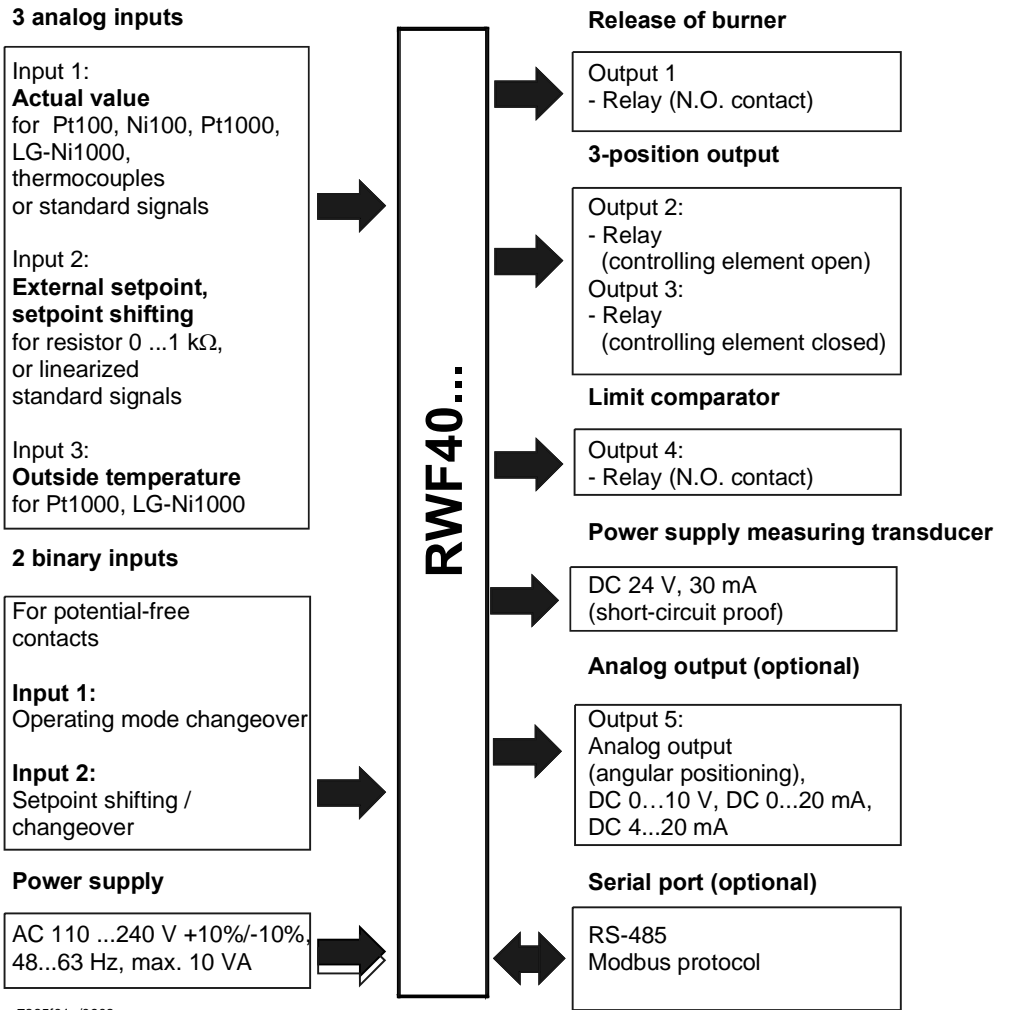 3 analog inputs
Input 1:
Actual value
for Pt100, Ni100, Pt1000,
LG-Ni1000,
thermocouples
or standard signals
Input 2:
External setpoint,
setpoint shifting
for resistor 0 ...1 kΩ,
or linearized
standard signals
Input 3:
Outside temperature
for Pt1000, LG-Ni1000
2 binary inputs
For potential-free
contacts
Input 1:
Operating mode changeover
Input 2:
Setpoint shifting /
changeover
Power supply
AC 110 ...240 V +10%/-10%,
48...63 Hz, max. 10 VA
RWF40...
Release of burner
Output 1
- Relay (N.O. contact)
3-position output
Output 2:
- Relay
(controlling element open)
Output 3:
- Relay
(controlling element closed)
Limit comparator
Output 4:
- Relay (N.O. contact)
Power supply measuring transducer
DC 24 V, 30 mA
(short-circuit proof)
Analog output (optional)
Output 5:
Analog output
(angular positioning),
DC 0…10 V, DC 0...20 mA,
DC 4...20 mA
Serial port (optional)
RS-485
Modbus protocol